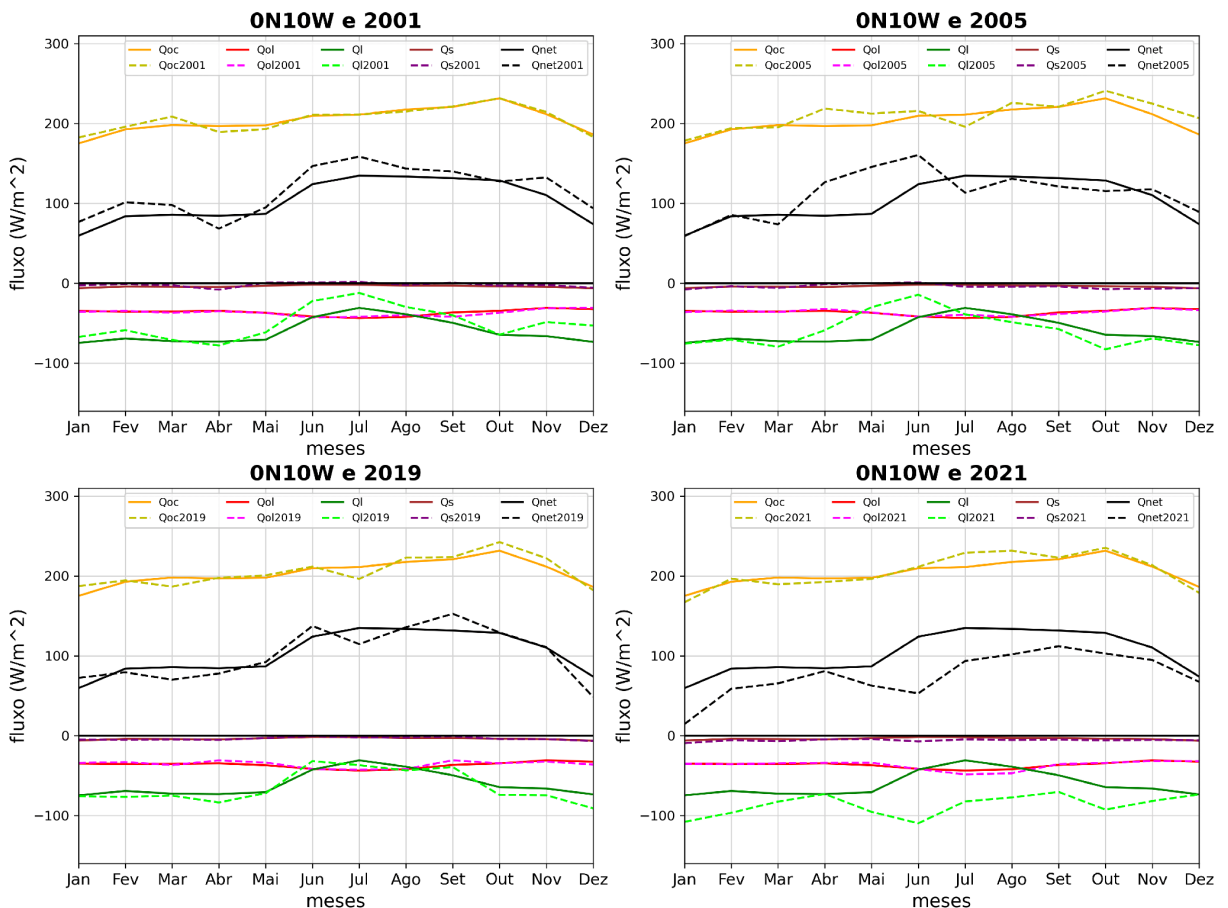 0N10W e 2001
Qoc Qol Ql Qs Qnet
Qoc2001 Qol2001 Ql2001 Qs2001 Qnet2001
fluxo (W/m^2)
300
200
100
0
−100
Jan Fev Mar Abr Mai Jun Jul Ago Set Out Nov Dez
meses
0N10W e 2005
Qoc Qol Ql Qs Qnet
Qoc2005 Qol2005 Ql2005 Qs2005 Qnet2005
fluxo (W/m^2)
300
200
100
0
−100
Jan Fev Mar Abr Mai Jun Jul Ago Set Out Nov Dez
meses
0N10W e 2019
Qoc Qol Ql Qs Qnet
Qoc2019 Qol2019 Ql2019 Qs2019 Qnet2019
fluxo (W/m^2)
300
200
100
0
−100
Jan Fev Mar Abr Mai Jun Jul Ago Set Out Nov Dez
meses
0N10W e 2021
Qoc Qol Ql Qs Qnet
Qoc2021 Qol2021 Ql2021 Qs2021 Qnet2021
fluxo (W/m^2)
300
200
100
0
−100
Jan Fev Mar Abr Mai Jun Jul Ago Set Out Nov Dez
meses